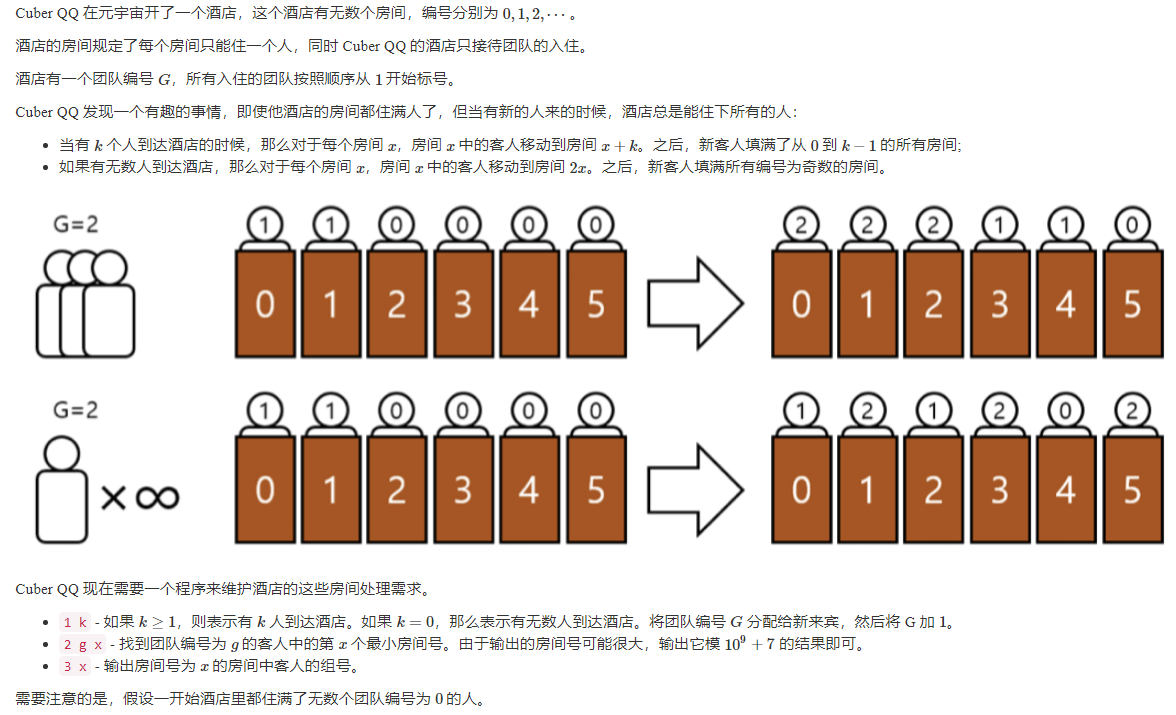 Cuber QQ 在元宇宙开了一个酒店，这个酒店有无数个房间，编号分别为 0, 1, 2, ⋯ 。
酒店的房间规定了每个房间只能住一个人，同时 Cuber QQ 的酒店只接待团队的入住。
酒店有一个团队编号 G，所有入住的团队按照顺序从 1 开始标号。
Cuber QQ 发现一个有趣的事情，即使他酒店的房间都住满人了，但当有新的人来的时候，酒店总是能住下所有的人：
• 当有 k 个人到达酒店的时候，那么对于每个房间 x，房间 x 中的客人移动到房间 x + k。之后，新客人填满了从 0 到 k − 1 的所有房间;
• 如果有无数人到达酒店，那么对于每个房间 x，房间 x 中的客人移动到房间 2x。之后，新客人填满所有编号为奇数的房间。
G=2
1 1 0 0 0 0
0 1 2 3 4 5
2 2 2 1 1 0
0 1 2 3 4 5
G=2
×∞
1 1 0 0 0 0
0 1 2 3 4 5
1 2 1 2 0 2
0 1 2 3 4 5
Cuber QQ 现在需要一个程序来维护酒店的这些房间处理需求。
• 1 k - 如果 k ≥ 1，则表示有 k 人到达酒店。如果 k = 0，那么表示有无数人到达酒店。将团队编号 G 分配给新来宾，然后将 G 加 1。
• 2 g x - 找到团队编号为 g 的客人中的第 x 个最小房间号。由于输出的房间号可能很大，输出它模 10⁹ + 7 的结果即可。
• 3 x - 输出房间号为 x 的房间中客人的组号。
需要注意的是，假设一开始酒店里都住满了无数个团队编号为 0 的人。